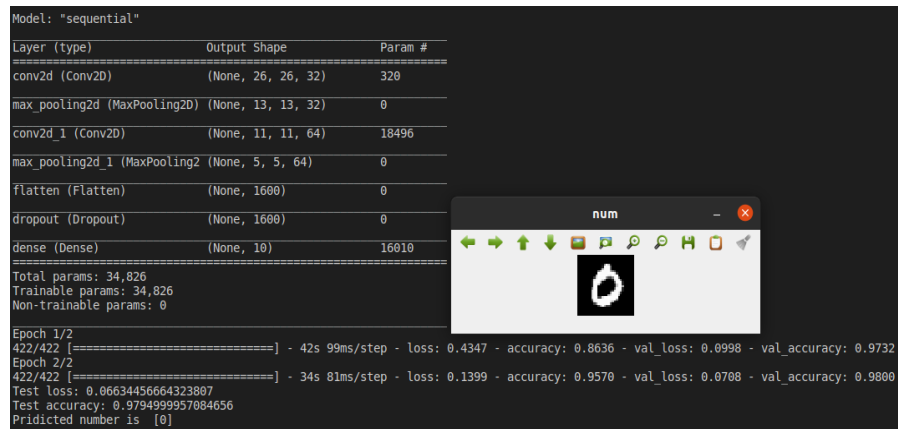 Model: "sequential"
Layer (type) Output Shape Param #
conv2d (Conv2D) (None, 26, 26, 32) 320
max_pooling2d (MaxPooling2D) (None, 13, 13, 32) 0
conv2d_1 (Conv2D) (None, 11, 11, 64) 18496
max_pooling2d_1 (MaxPooling2 (None, 5, 5, 64) 0
flatten (Flatten) (None, 1600) 0
dropout (Dropout) (None, 1600) 0
dense (Dense) (None, 10) 16010
Total params: 34,826
Trainable params: 34,826
Non-trainable params: 0
num
0
Epoch 1/2
422/422 [==============================] - 42s 99ms/step - loss: 0.4347 - accuracy: 0.8636 - val_loss: 0.0998 - val_accuracy: 0.9732
Epoch 2/2
422/422 [==============================] - 34s 81ms/step - loss: 0.1399 - accuracy: 0.9570 - val_loss: 0.0708 - val_accuracy: 0.9800
Test loss: 0.06634456664323807
Test accuracy: 0.9794999957084656
Pridicted number is [0]